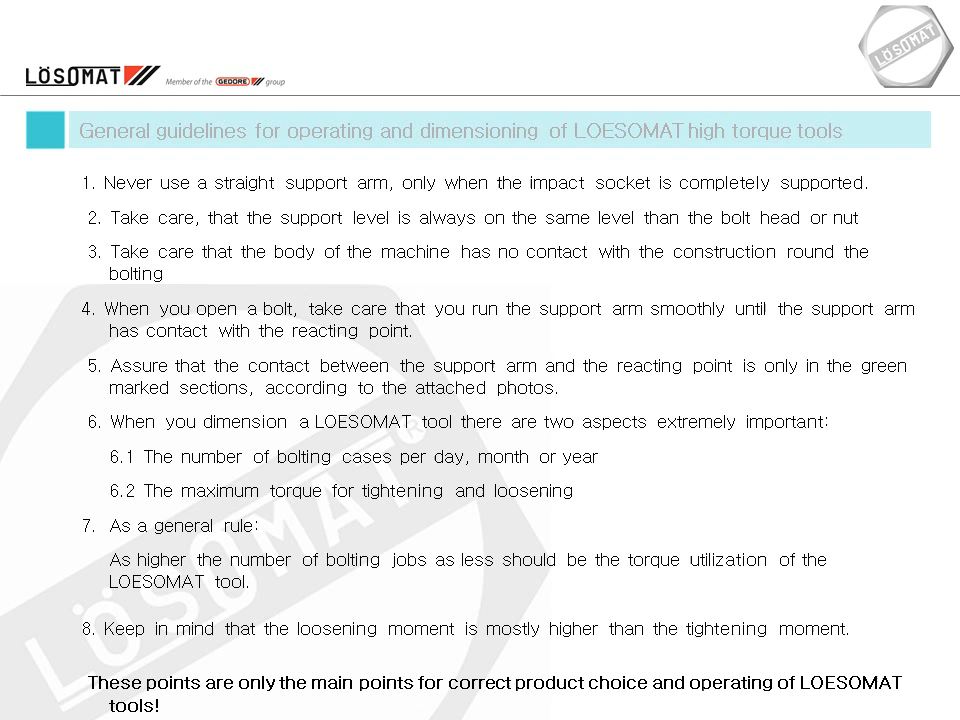 LÖSOMAT
LÖSOMAT Member of the GEDORE group
General guidelines for operating and dimensioning of LOESOMAT high torque tools
1. Never use a straight support arm, only when the impact socket is completely supported.
2. Take care, that the support level is always on the same level than the bolt head or nut
3. Take care that the body of the machine has no contact with the construction round the
bolting
4. When you open a bolt, take care that you run the support arm smoothly until the support arm
has contact with the reacting point.
5. Assure that the contact between the support arm and the reacting point is only in the green
marked sections, according to the attached photos.
6. When you dimension a LOESOMAT tool there are two aspects extremely important:
6.1 The number of bolting cases per day, month or year
6.2 The maximum torque for tightening and loosening
7. As a general rule:
As higher the number of bolting jobs as less should be the torque utilization of the
LOESOMAT tool.
8. Keep in mind that the loosening moment is mostly higher than the tightening moment.
These points are only the main points for correct product choice and operating of LOESOMAT
tools!
LÖSOMAT®